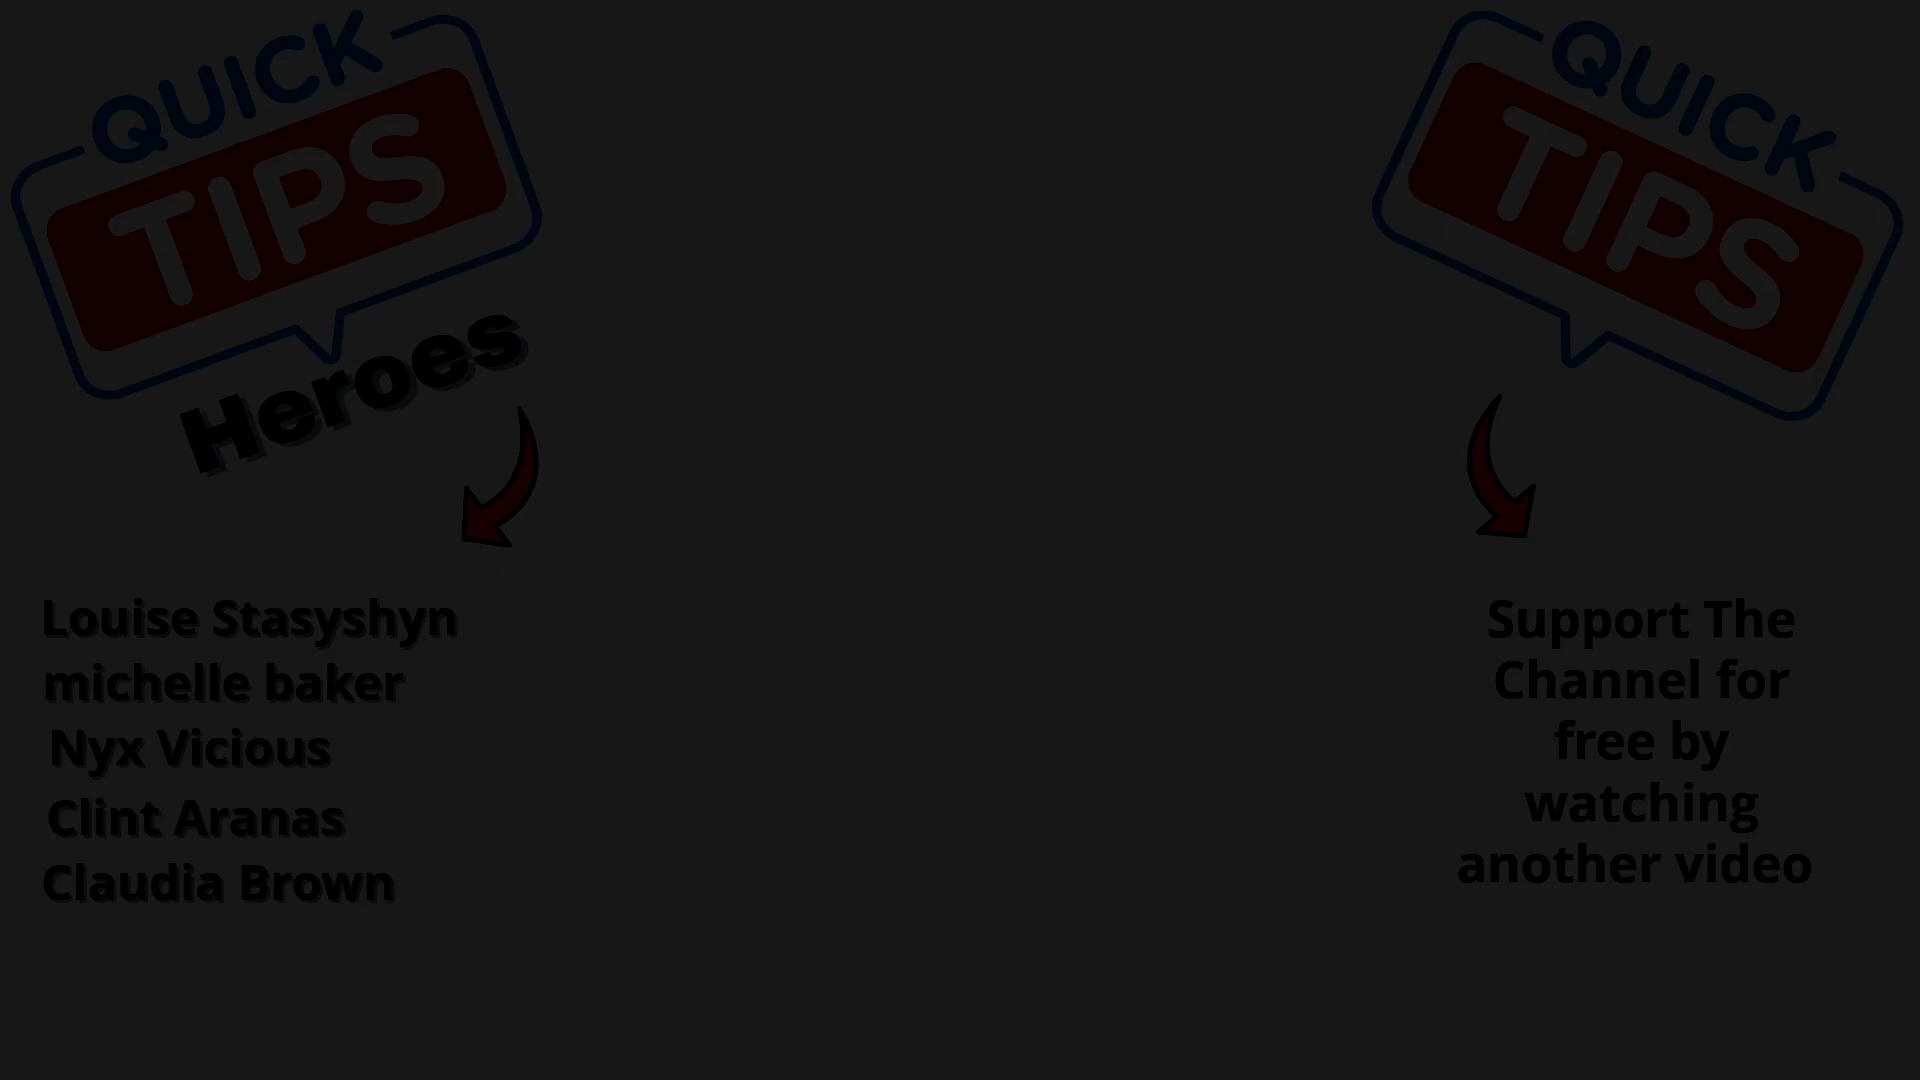 QUICK
TIPS
Heroes
Louise Stasyshyn
michelle baker
Nyx Vicious
Clint Aranas
Claudia Brown
QUICK
TIPS
Support The
Channel for
free by
watching
another video